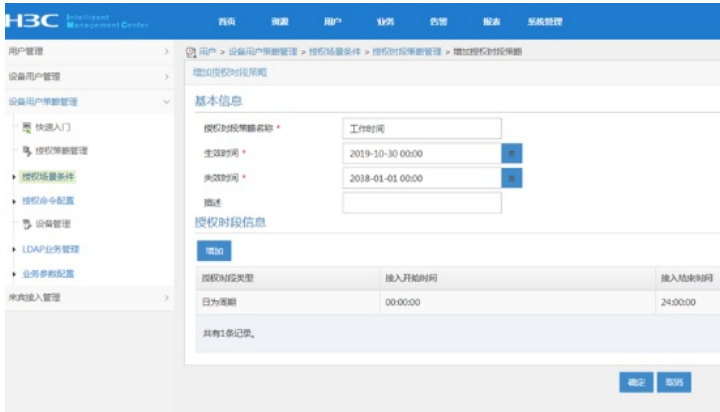 H3C Intelligent Management Center
首页 资源 用户 业务 告警 报表 系统管理
用户管理
设备用户管理
设备用户策略管理
快速入门
授权策略管理
授权场景条件
授权命令配置
设备管理
LDAP业务管理
业务参数配置
来宾接入管理
用户 > 设备用户策略管理 > 授权场景条件 > 授权时段策略管理 > 增加授权时段策略
增加授权时段策略
基本信息
授权时段策略名称 * 工作时间
生效时间 * 2019-10-30 00:00
失效时间 * 2038-01-01 00:00
描述
授权时段信息
增加
授权时段类型 接入开始时间 接入结束时间
日为周期 00:00:00 24:00:00
共有1条记录。
确定 取消